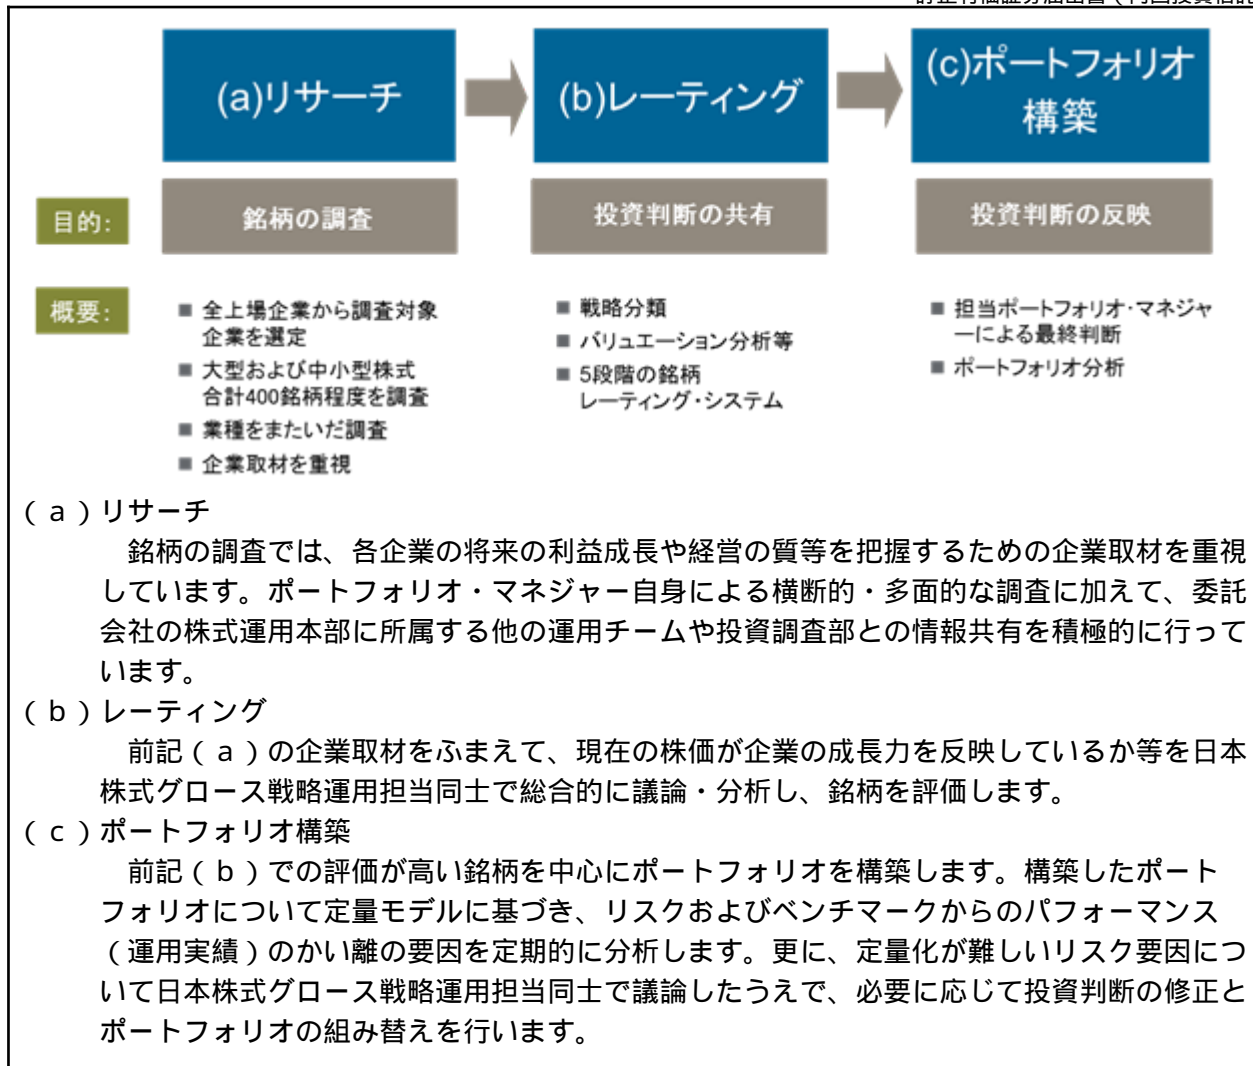 (a)リサーチ
(b)レーティング
(c)ポートフォリオ
構築
目的:
銘柄の調査
投資判断の共有
投資判断の反映
概要:
■ 全上場企業から調査対象
企業を選定
■ 大型および中小型株式
合計400銘柄程度を調査
■ 業種をまたいだ調査
■ 企業取材を重視
■ 戦略分類
■ バリュエーション分析等
■ 5段階の銘柄
レーティング・システム
■ 担当ポートフォリオ・マネジャ
ーによる最終判断
■ ポートフォリオ分析
(a)リサーチ
銘柄の調査では、各企業の将来の利益成長や経営の質等を把握するための企業取材を重視
しています。ポートフォリオ・マネジャー自身による横断的・多面的な調査に加えて、委託
会社の株式運用本部に所属する他の運用チームや投資調査部との情報共有を積極的に行って
います。
(b)レーティング
前記(a)の企業取材をふまえて、現在の株価が企業の成長力を反映しているか等を日本
株式グロース戦略運用担当同士で総合的に議論・分析し、銘柄を評価します。
(c)ポートフォリオ構築
前記(b)での評価が高い銘柄を中心にポートフォリオを構築します。構築したポート
フォリオについて定量モデルに基づき、リスクおよびベンチマークからのパフォーマンス
(運用実績)のかい離の要因を定期的に分析します。更に、定量化が難しいリスク要因につ
いて日本株式グロース戦略運用担当同士で議論したうえで、必要に応じて投資判断の修正と
ポートフォリオの組み替えを行います。